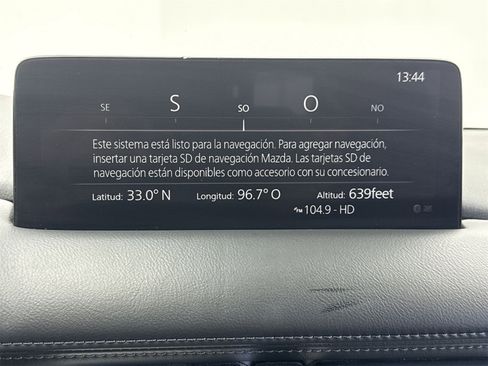 13:44
SE S SO O NO
Este sistema está listo para la navegación. Para agregar navegación,
insertar una tarjeta SD de navegación Mazda. Las tarjetas SD de
navegación están disponibles como accesorio con su concesionario.
Latitud: 33.0° N Longitud: 96.7° O Altitud: 639feet
FM 104.9 - HD